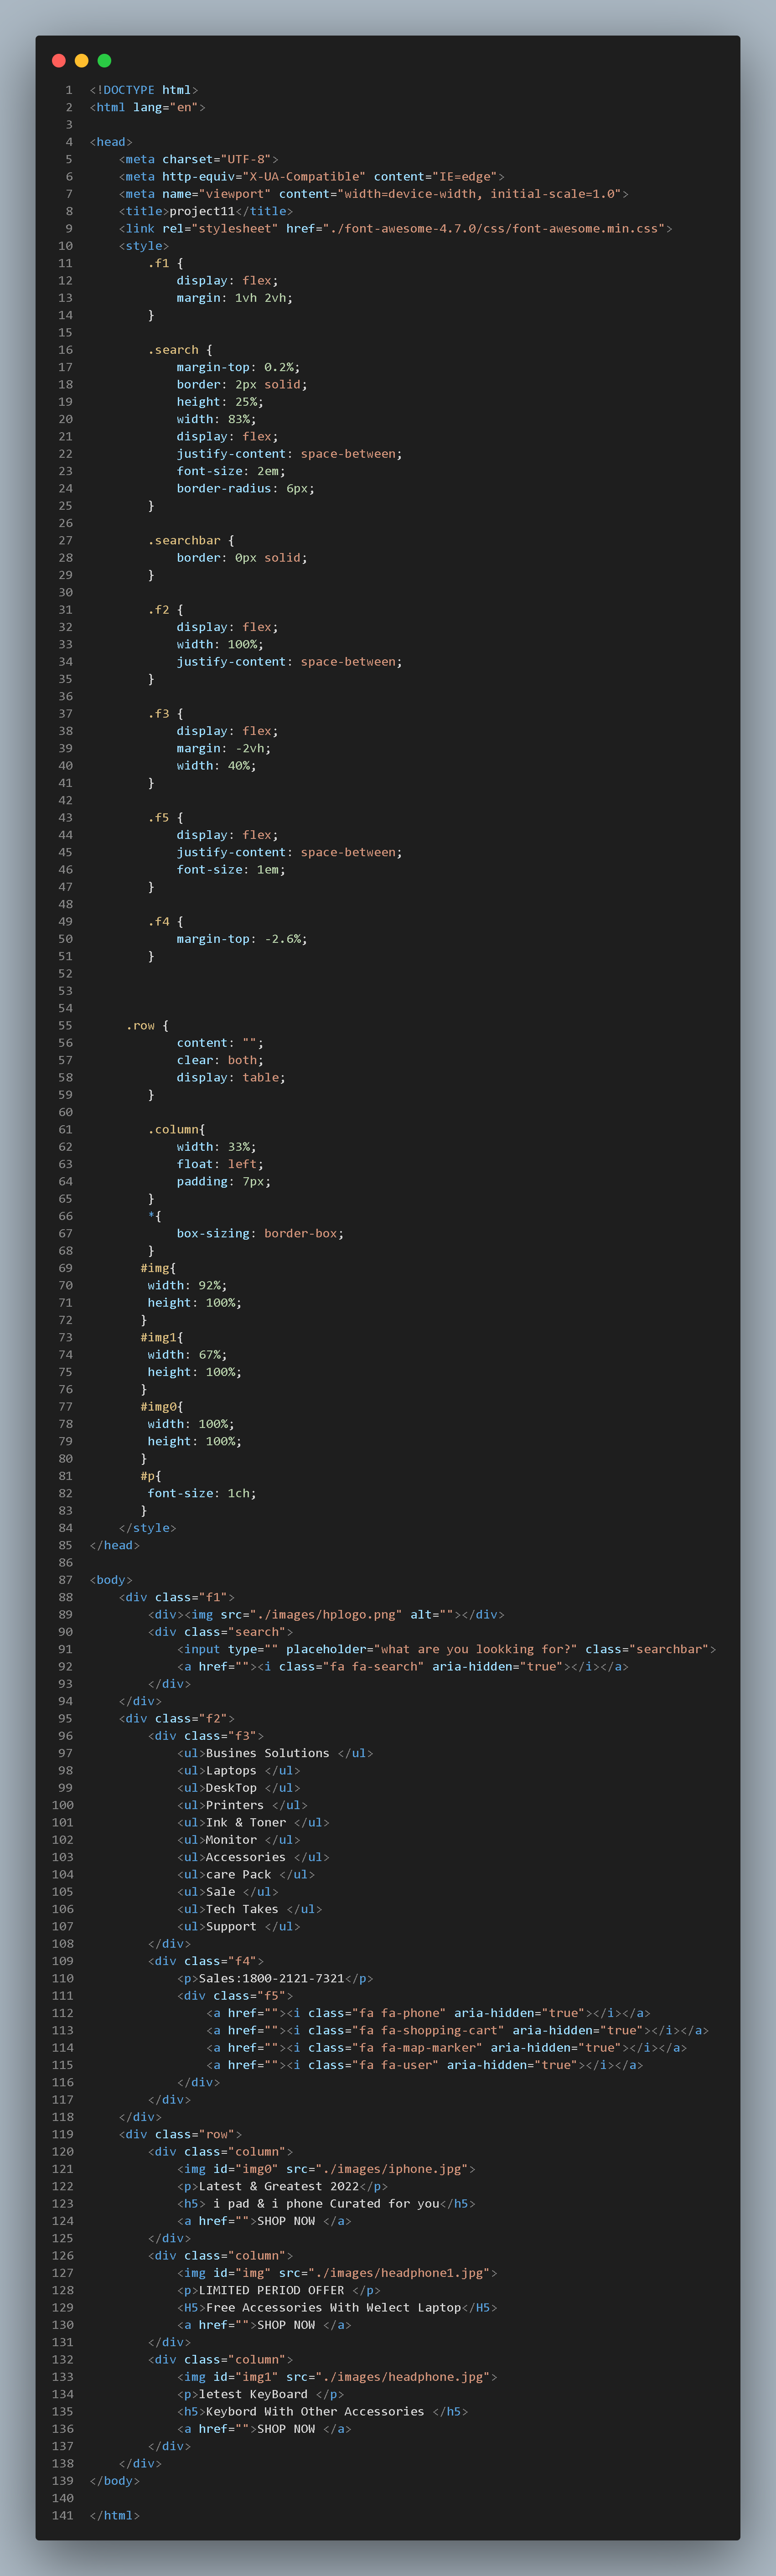 1 <!DOCTYPE html>
2 <html lang="en">
3
4 <head>
5     <meta charset="UTF-8">
6     <meta http-equiv="X-UA-Compatible" content="IE=edge">
7     <meta name="viewport" content="width=device-width, initial-scale=1.0">
8     <title>project11</title>
9     <link rel="stylesheet" href="./font-awesome-4.7.0/css/font-awesome.min.css">
10     <style>
11         .f1 {
12             display: flex;
13             margin: 1vh 2vh;
14         }
15
16         .search {
17             margin-top: 0.2%;
18             border: 2px solid;
19             height: 25%;
20             width: 83%;
21             display: flex;
22             justify-content: space-between;
23             font-size: 2em;
24             border-radius: 6px;
25         }
26
27         .searchbar {
28             border: 0px solid;
29         }
30
31         .f2 {
32             display: flex;
33             width: 100%;
34             justify-content: space-between;
35         }
36
37         .f3 {
38             display: flex;
39             margin: -2vh;
40             width: 40%;
41         }
42
43         .f5 {
44             display: flex;
45             justify-content: space-between;
46             font-size: 1em;
47         }
48
49         .f4 {
50             margin-top: -2.6%;
51         }
52
53
54
55      .row {
56             content: "";
57             clear: both;
58             display: table;
59         }
60
61         .column{
62             width: 33%;
63             float: left;
64             padding: 7px;
65         }
66         *{
67             box-sizing: border-box;
68         }
69        #img{
70         width: 92%;
71         height: 100%;
72        }
73        #img1{
74         width: 67%;
75         height: 100%;
76        }
77        #img0{
78         width: 100%;
79         height: 100%;
80        }
81        #p{
82         font-size: 1ch;
83        }
84     </style>
85 </head>
86
87 <body>
88     <div class="f1">
89         <div><img src="./images/hplogo.png" alt=""></div>
90         <div class="search">
91             <input type="" placeholder="what are you lookking for?" class="searchbar">
92             <a href=""><i class="fa fa-search" aria-hidden="true"></i></a>
93         </div>
94     </div>
95     <div class="f2">
96         <div class="f3">
97             <ul>Busines Solutions </ul>
98             <ul>Laptops </ul>
99             <ul>DeskTop </ul>
100             <ul>Printers </ul>
101             <ul>Ink & Toner </ul>
102             <ul>Monitor </ul>
103             <ul>Accessories </ul>
104             <ul>care Pack </ul>
105             <ul>Sale </ul>
106             <ul>Tech Takes </ul>
107             <ul>Support </ul>
108         </div>
109         <div class="f4">
110             <p>Sales:1800-2121-7321</p>
111             <div class="f5">
112                 <a href=""><i class="fa fa-phone" aria-hidden="true"></i></a>
113                 <a href=""><i class="fa fa-shopping-cart" aria-hidden="true"></i></a>
114                 <a href=""><i class="fa fa-map-marker" aria-hidden="true"></i></a>
115                 <a href=""><i class="fa fa-user" aria-hidden="true"></i></a>
116             </div>
117         </div>
118     </div>
119     <div class="row">
120         <div class="column">
121             <img id="img0" src="./images/iphone.jpg">
122             <p>Latest & Greatest 2022</p>
123             <h5> i pad & i phone Curated for you</h5>
124             <a href="">SHOP NOW </a>
125         </div>
126         <div class="column">
127             <img id="img" src="./images/headphone1.jpg">
128             <p>LIMITED PERIOD OFFER </p>
129             <H5>Free Accessories With Welect Laptop</H5>
130             <a href="">SHOP NOW </a>
131         </div>
132         <div class="column">
133             <img id="img1" src="./images/headphone.jpg">
134             <p>letest KeyBoard </p>
135             <h5>Keybord With Other Accessories </h5>
136             <a href="">SHOP NOW </a>
137         </div>
138     </div>
139 </body>
140
141 </html>